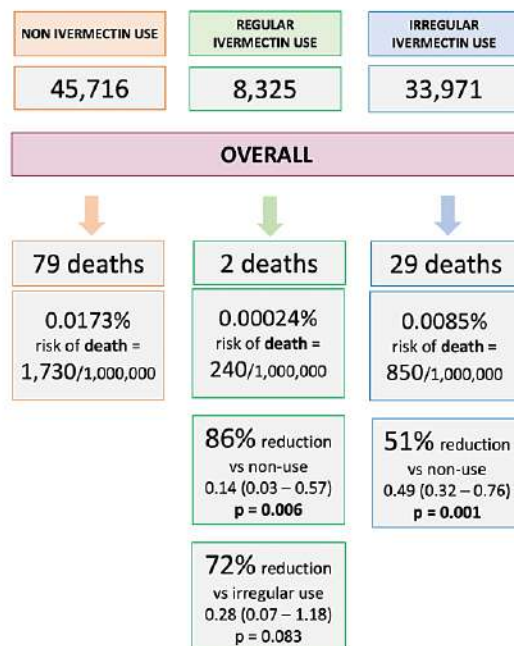 NON IVERMECTIN USE
REGULAR
IVERMECTIN USE
IRREGULAR
IVERMECTIN USE
45,716
8,325
33,971
OVERALL
79 deaths
2 deaths
29 deaths
0.0173%
risk of death =
1,730/1,000,000
0.00024%
risk of death =
240/1,000,000
0.0085%
risk of death =
850/1,000,000
86% reduction
vs non-use
0.14 (0.03 – 0.57)
p = 0.006
51% reduction
vs non-use
0.49 (0.32 – 0.76)
p = 0.001
72% reduction
vs irregular use
0.28 (0.07 – 1.18)
p = 0.083